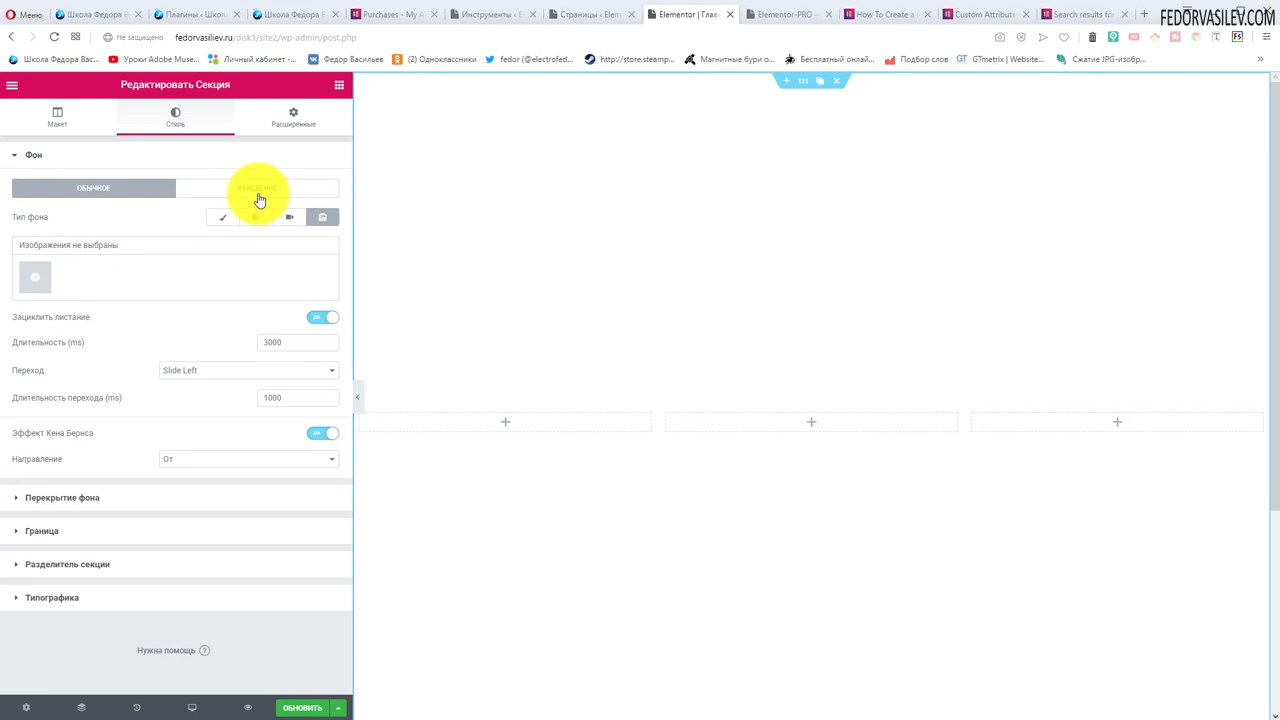 Меню
Школа Федора В
Плагины ‹ Школ
Школа Федора В
Purchases - My A
Инструменты ‹ E
Страницы ‹ Elem
Elementor | Глав
Elementor-PRO —
How To Create a
Custom Attribute
Search results fo
FEDORVASILEV.COM
Не защищено
fedorvasiliev.ru/disk1/site2/wp-admin/post.php
Школа Федора Вас...
Уроки Adobe Muse...
Личный кабинет -...
Федор Васильев
(2) Одноклассники
fedor (@electrofed...
http://store.steamp...
Магнитные бури о...
Бесплатный онлай...
Подбор слов
GTmetrix | Website...
Сжатие JPG-изобр...
Редактировать Секция
Макет
Стиль
Расширенные
Фон
ОБЫЧНОЕ
НАВЕДЕНИЕ
Тип фона
Изображения не выбраны
Зациклить листание
ДА
Длительность (ms)
3000
Переход
Slide Left
Длительность перехода (ms)
1000
Эффект Кена Бернса
ДА
Направление
От
Перекрытие фона
Граница
Разделитель секции
Типографика
Нужна помощь ?
ОБНОВИТЬ